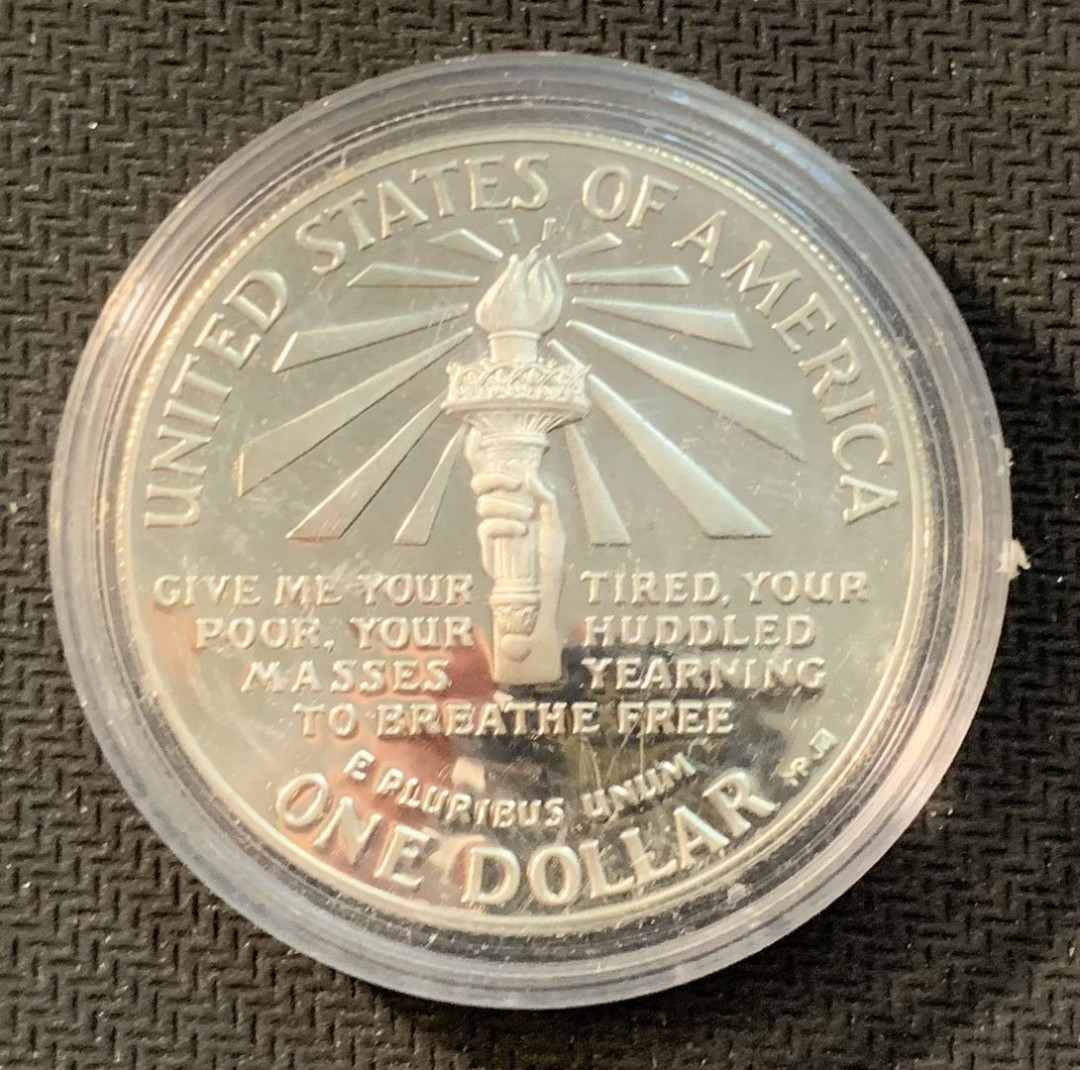 UNITED STATES OF AMERICA
GIVE ME YOUR TIRED, YOUR
POOR, YOUR HUDDLED
MASSES YEARNING
TO BREATHE FREE
E PLURIBUS UNUM
ONE DOLLAR